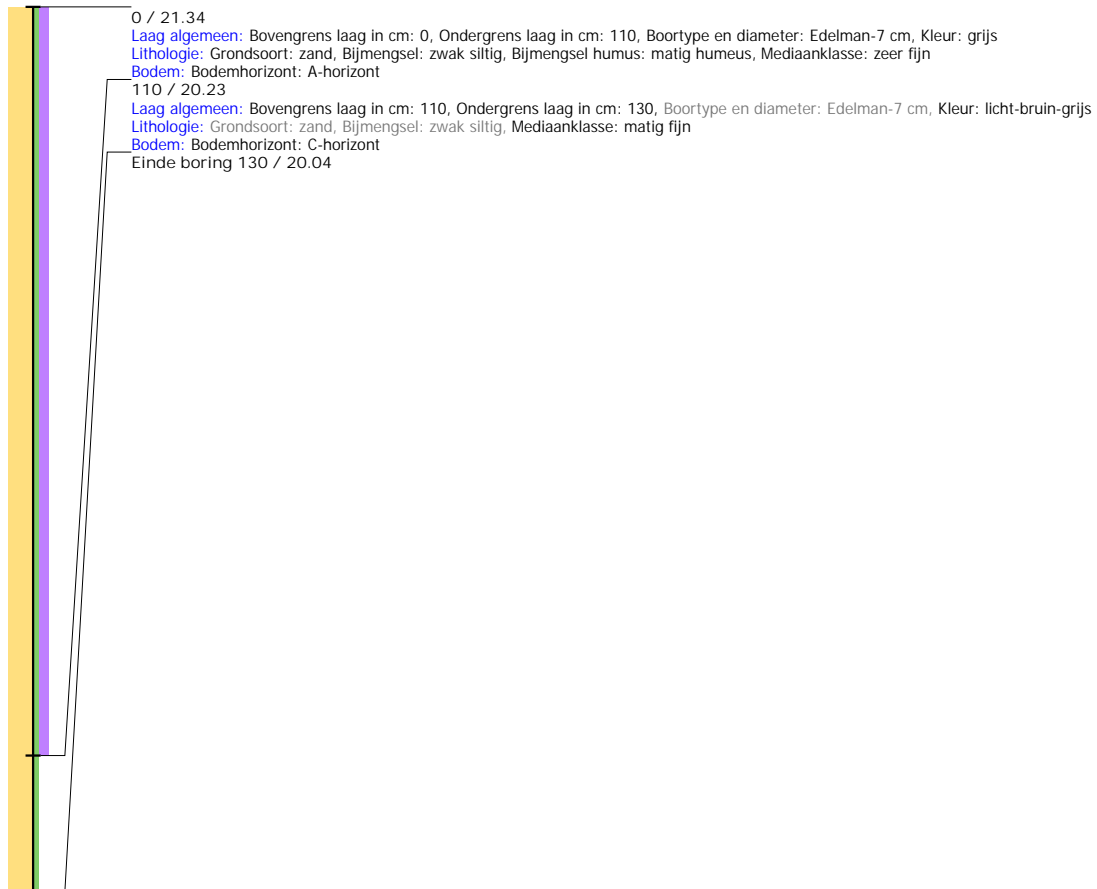 0 / 21.34
Laag algemeen: Bovengrens laag in cm: 0, Ondergrens laag in cm: 110, Boortype en diameter: Edelman-7 cm, Kleur: grijs
Lithologie: Grondsoort: zand, Bijmengsel: zwak siltig, Bijmengsel humus: matig humeus, Mediaanklasse: zeer fijn
Bodem: Bodemhorizont: A-horizont
110 / 20.23
Laag algemeen: Bovengrens laag in cm: 110, Ondergrens laag in cm: 130, Boortype en diameter: Edelman-7 cm, Kleur: licht-bruin-grijs
Lithologie: Grondsoort: zand, Bijmengsel: zwak siltig, Mediaanklasse: matig fijn
Bodem: Bodemhorizont: C-horizont
Einde boring 130 / 20.04